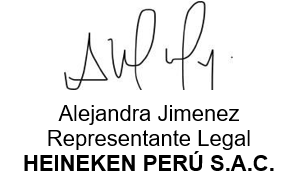 Alejandra Jimenez
Representante Legal
HEINEKEN PERÚ S.A.C.